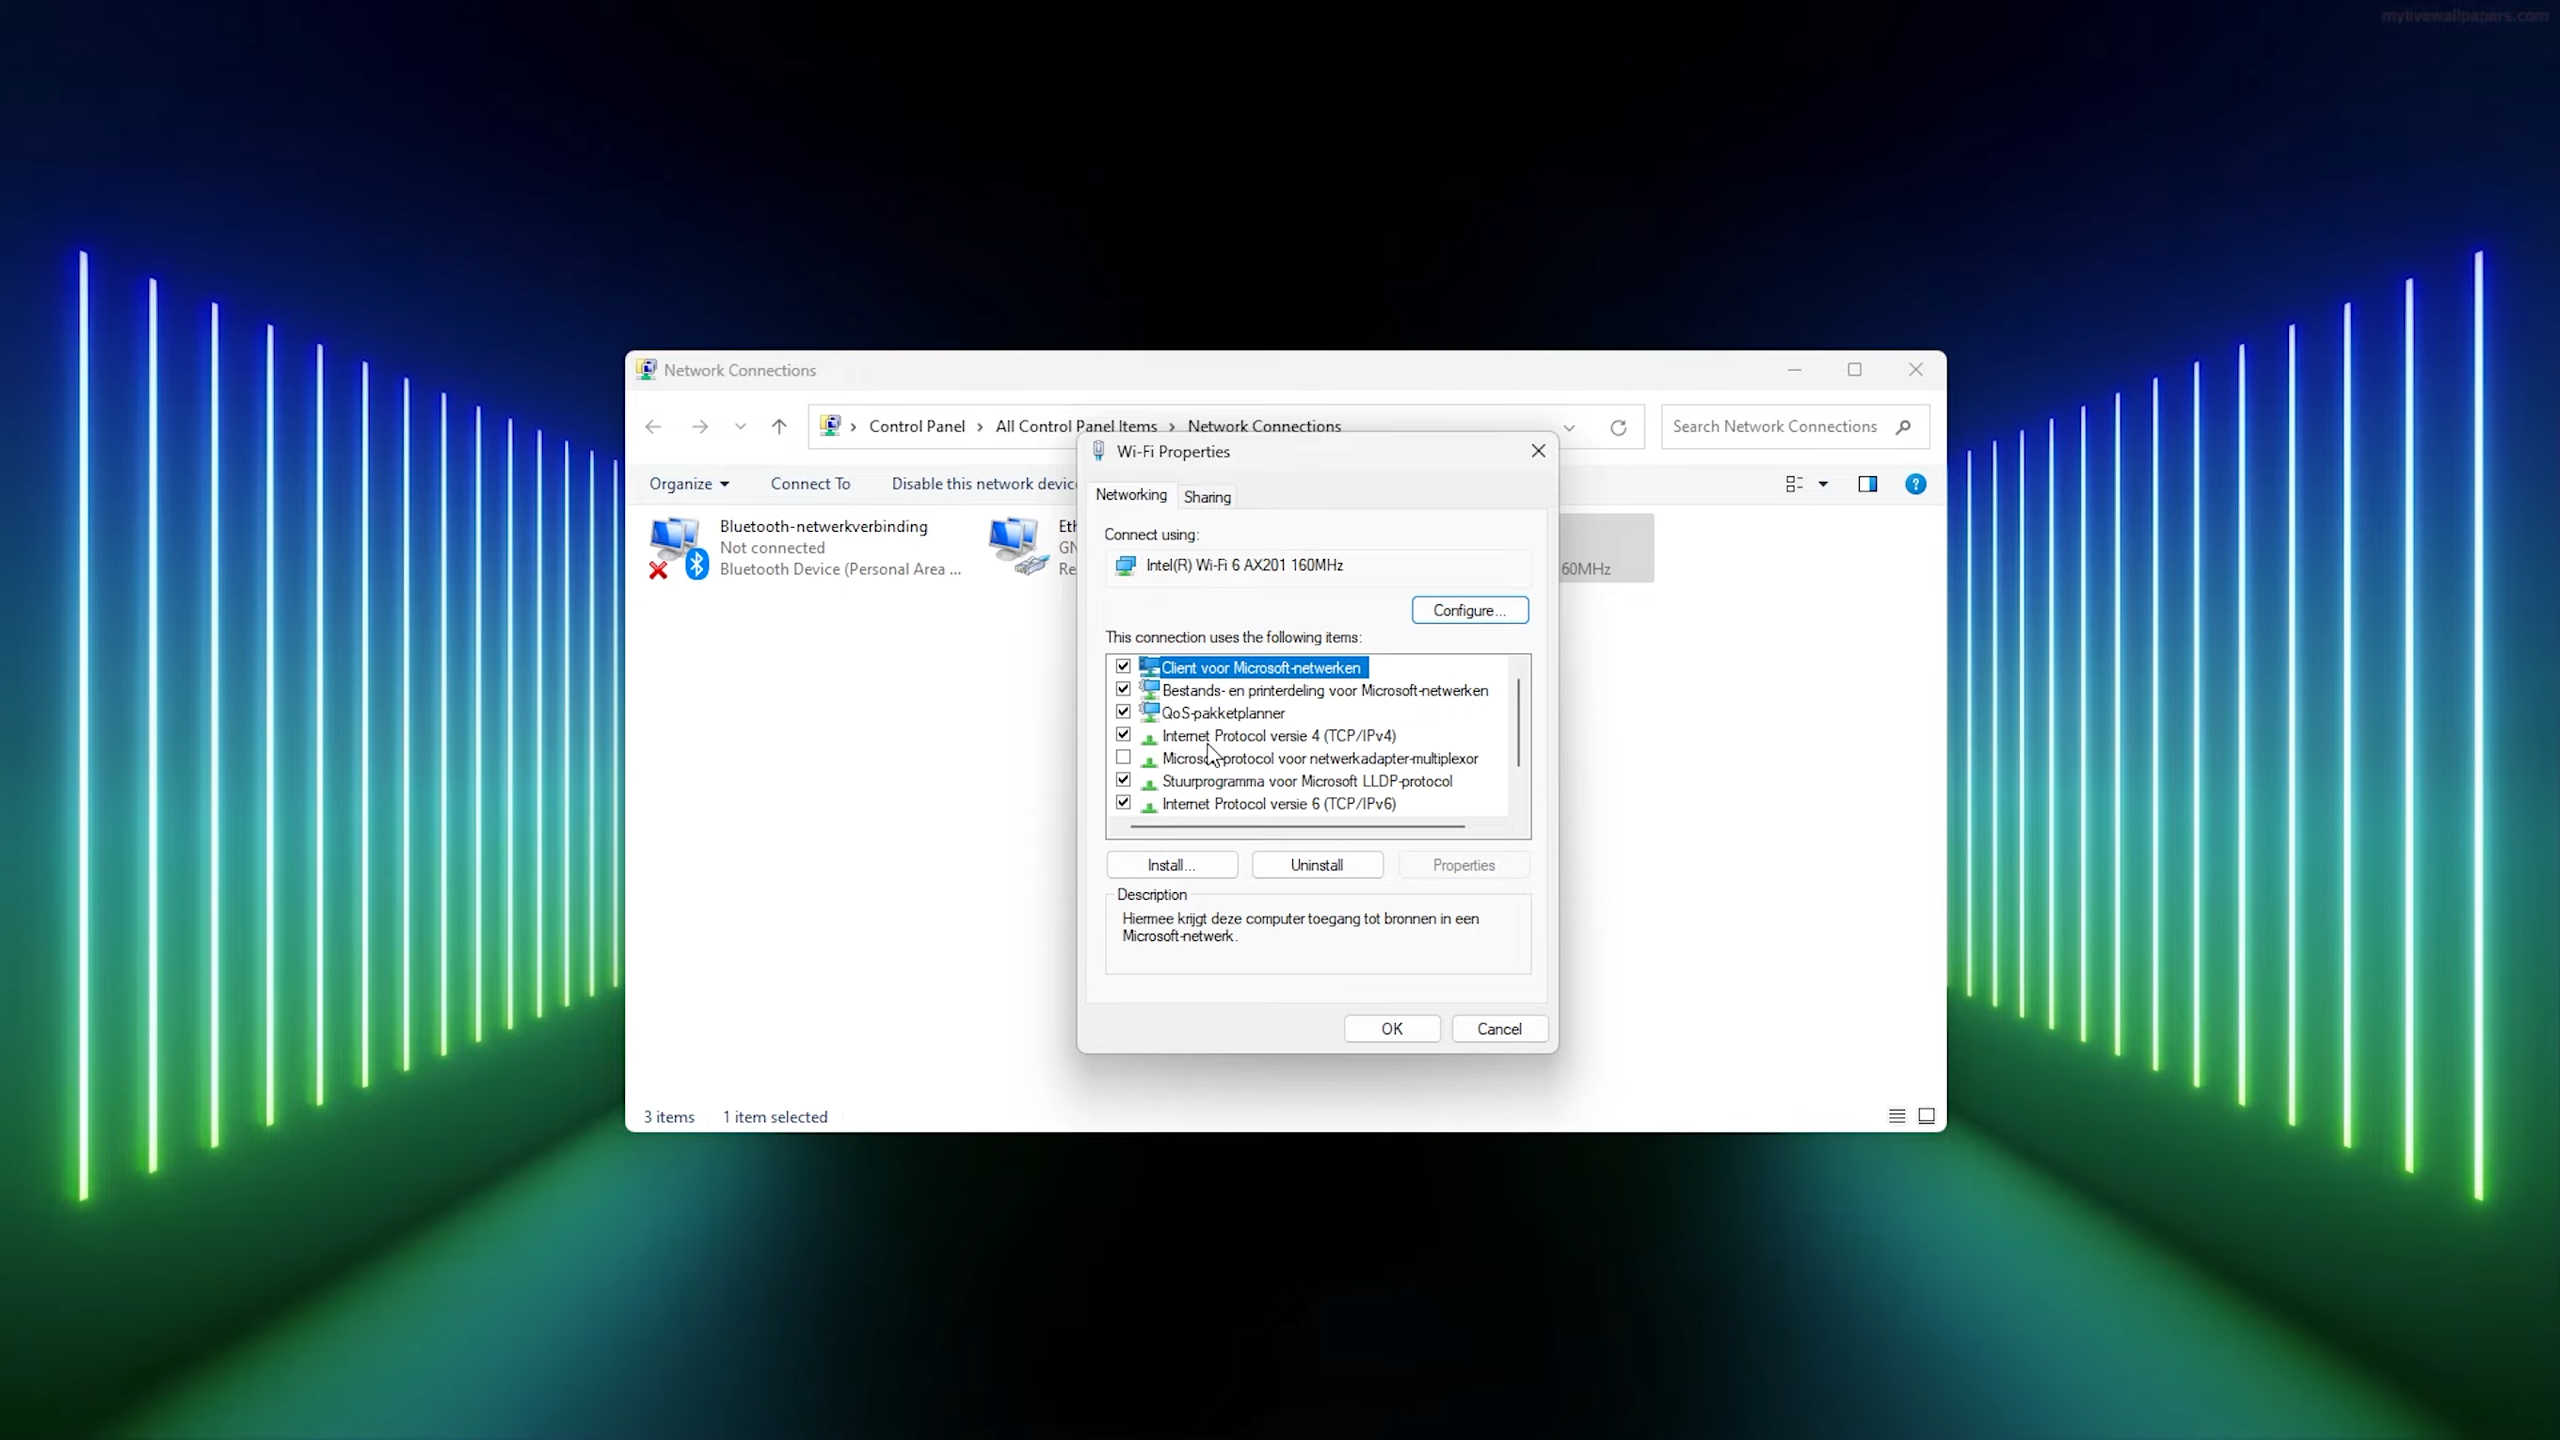 mylivewallpapers.com
Network Connections
Control Panel > All Control Panel Items > Network Connections
Search Network Connections
Organize
Connect To
Disable this network device
Bluetooth-netwerkverbinding
Not connected
Bluetooth Device (Personal Area ...
60MHz
Wi-Fi Properties
Networking
Sharing
Connect using:
Intel(R) Wi-Fi 6 AX201 160MHz
Configure...
This connection uses the following items:
Client voor Microsoft-netwerken
Bestands- en printerdeling voor Microsoft-netwerken
QoS-pakketplanner
Internet Protocol versie 4 (TCP/IPv4)
Microsoft-protocol voor netwerkadapter-multiplexor
Stuurprogramma voor Microsoft LLDP-protocol
Internet Protocol versie 6 (TCP/IPv6)
Install...
Uninstall
Properties
Description
Hiermee krijgt deze computer toegang tot bronnen in een
Microsoft-netwerk.
OK
Cancel
3 items
1 item selected